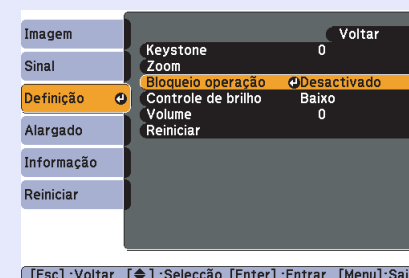 Imagem
Sinal
Definição
Alargado
Informação
Reiniciar
Voltar
Keystone 0
Zoom
Bloqueio operação Desactivado
Controle de brilho Baixo
Volume 0
Reiniciar
[Esc] :Voltar [ ] :Selecção [Enter] :Entrar [Menu]:Sai